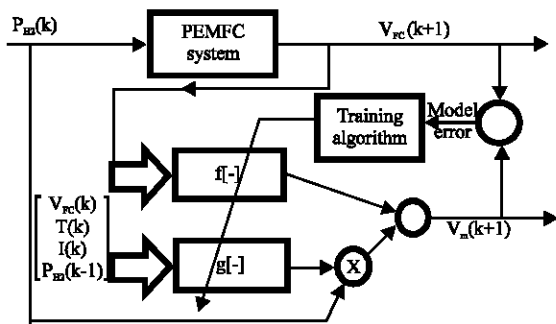 P_H2(k)
PEMFC
system
V_FC(k+1)
Training
algorithm
Model
error
f[-]
V_FC(k)
T(k)
I(k)
P_H2(k-1)
g[-]
X
V_m(k+1)